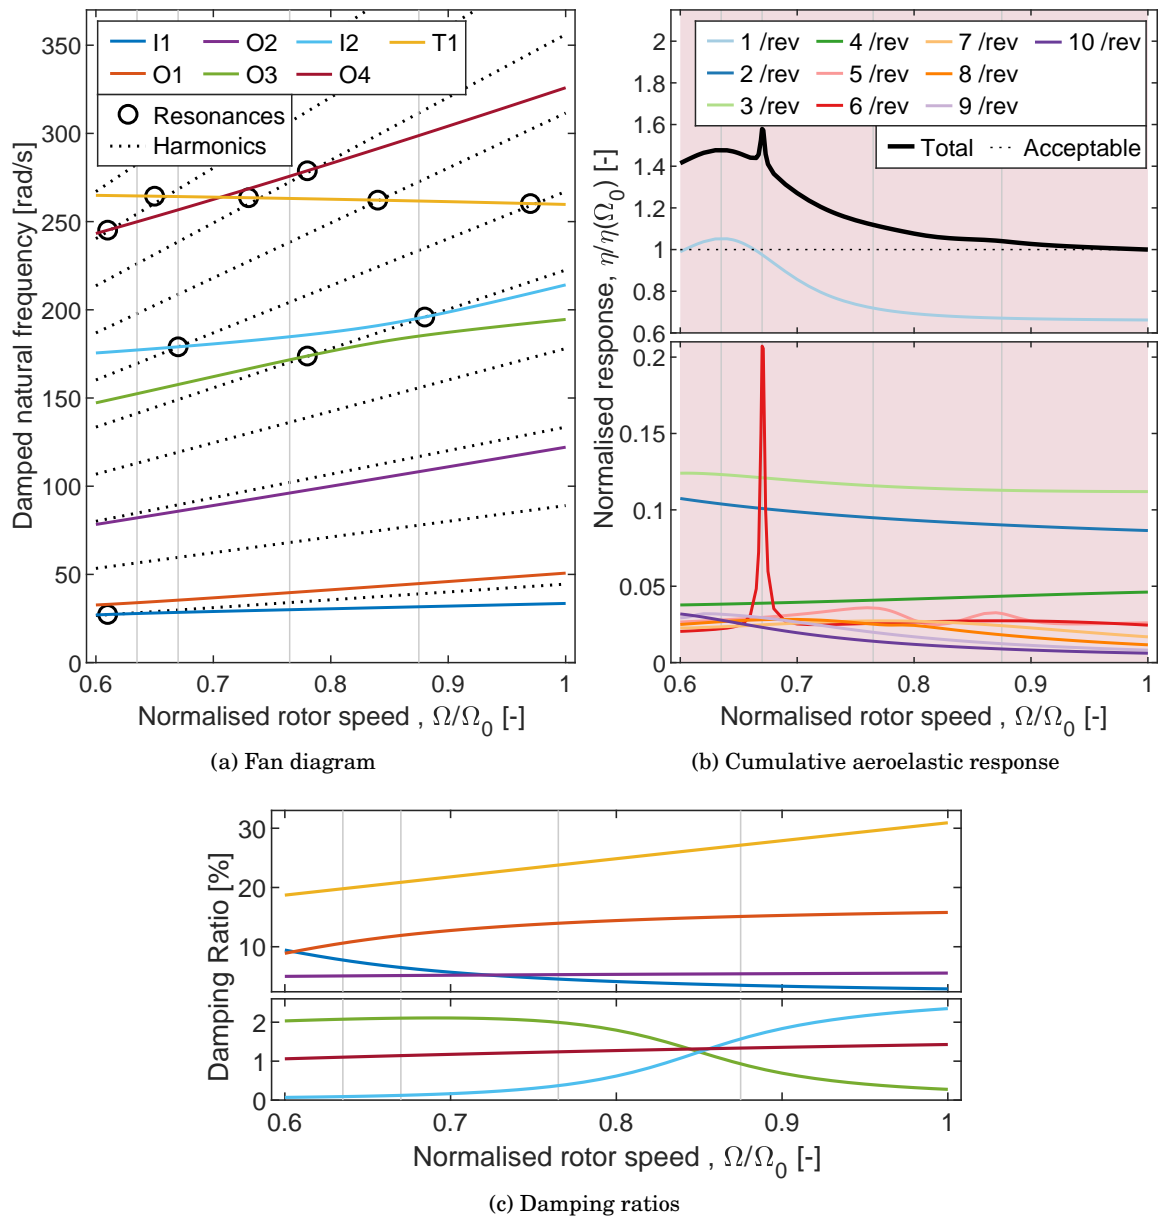 Damped natural frequency [rad/s]
350
300
250
200
150
100
50
0
I1 O2 I2 T1
O1 O3 O4
Resonances
Harmonics
0.6 0.7 0.8 0.9 1
Normalised rotor speed , Ω/Ω0 [-]
(a) Fan diagram
Normalised response, η/η(Ω0) [-]
2
1.8
1.6
1.4
1.2
1
0.8
0.6
1 /rev 4 /rev 7 /rev 10 /rev
2 /rev 5 /rev 8 /rev
3 /rev 6 /rev 9 /rev
Total Acceptable
0.2
0.15
0.1
0.05
0
0.6 0.7 0.8 0.9 1
Normalised rotor speed , Ω/Ω0 [-]
(b) Cumulative aeroelastic response
Damping Ratio [%]
30
20
10
2
1
0
0.6 0.7 0.8 0.9 1
Normalised rotor speed , Ω/Ω0 [-]
(c) Damping ratios